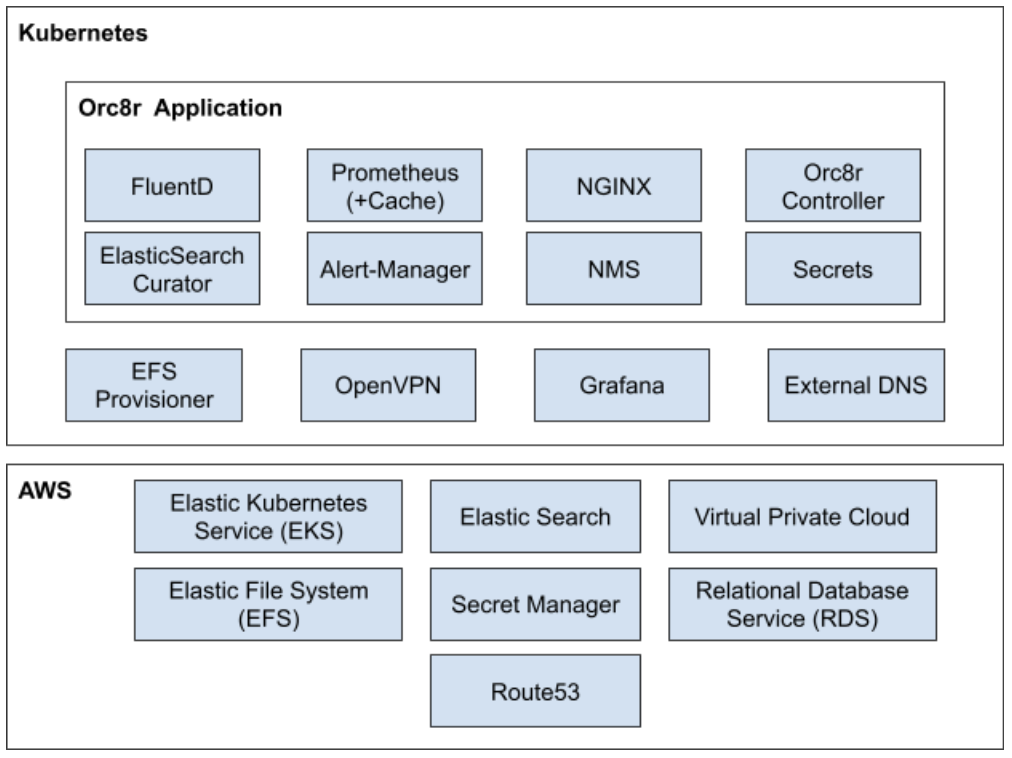 Kubernetes
Orc8r Application
FluentD
Prometheus
(+Cache)
NGINX
Orc8r
Controller
ElasticSearch
Curator
Alert-Manager
NMS
Secrets
EFS
Provisioner
OpenVPN
Grafana
External DNS
AWS
Elastic Kubernetes
Service (EKS)
Elastic Search
Virtual Private Cloud
Elastic File System
(EFS)
Secret Manager
Relational Database
Service (RDS)
Route53